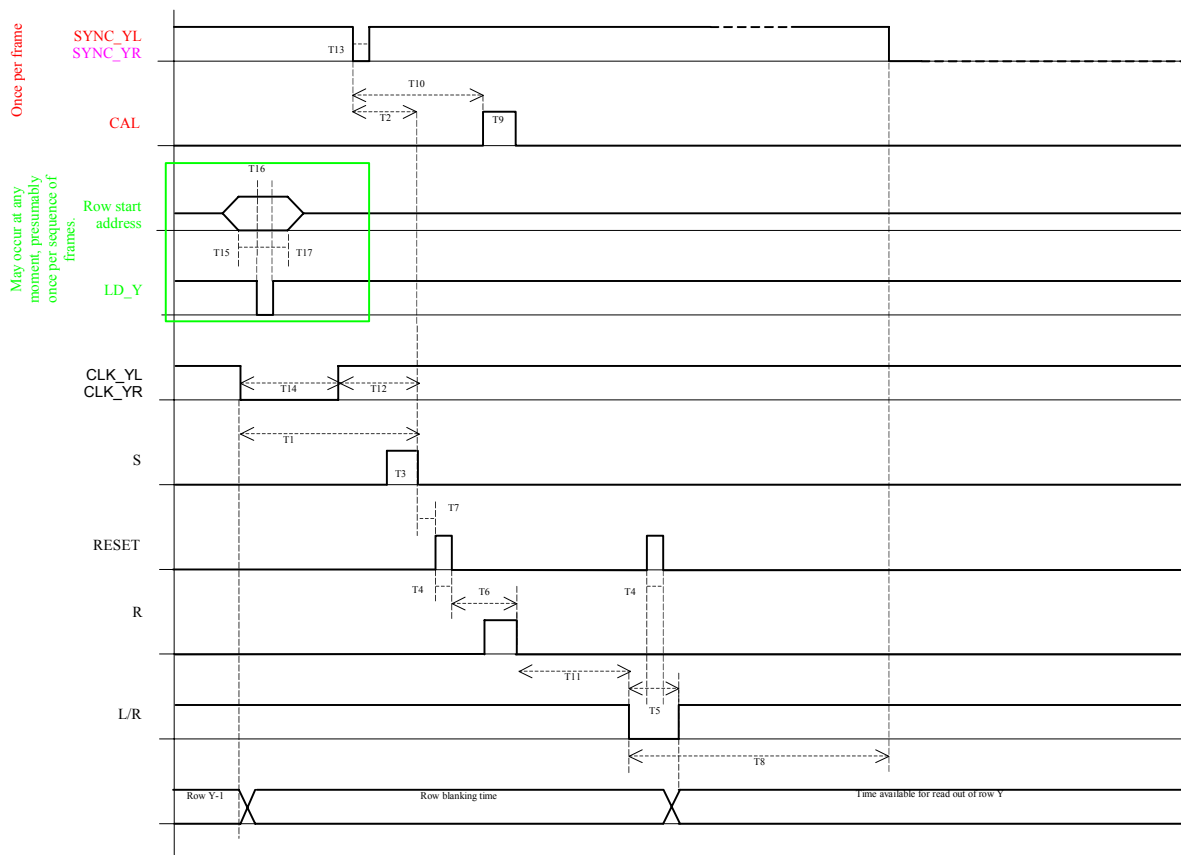 Once per frame
SYNC_YL
SYNC_YR
T13
T10
T2
CAL
T9
May occur at any
moment, presumably
once per sequence of
frames.
T16
Row start
address
T15
T17
LD_Y
CLK_YL
CLK_YR
T14
T12
T1
S
T3
T7
RESET
T4
T6
T4
R
T11
L/R
T5
T8
Row Y-1
Row blanking time
Time available for read out of row Y